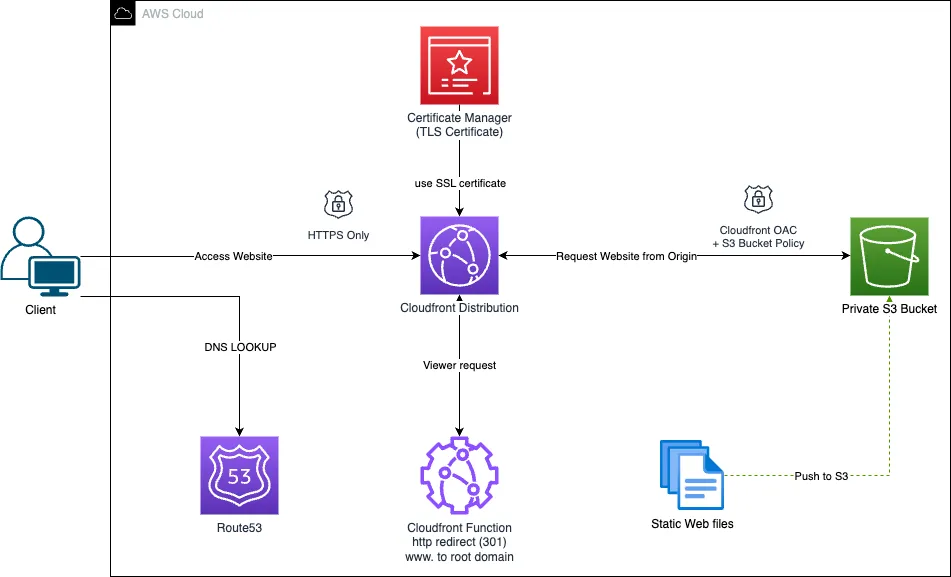 AWS Cloud
Certificate Manager
(TLS Certificate)
use SSL certificate
HTTPS Only
Cloudfront OAC
+ S3 Bucket Policy
Access Website
Request Website from Origin
Client
Cloudfront Distribution
Private S3 Bucket
DNS LOOKUP
Viewer request
53
Push to S3
Route53
Cloudfront Function
http redirect (301)
www. to root domain
Static Web files